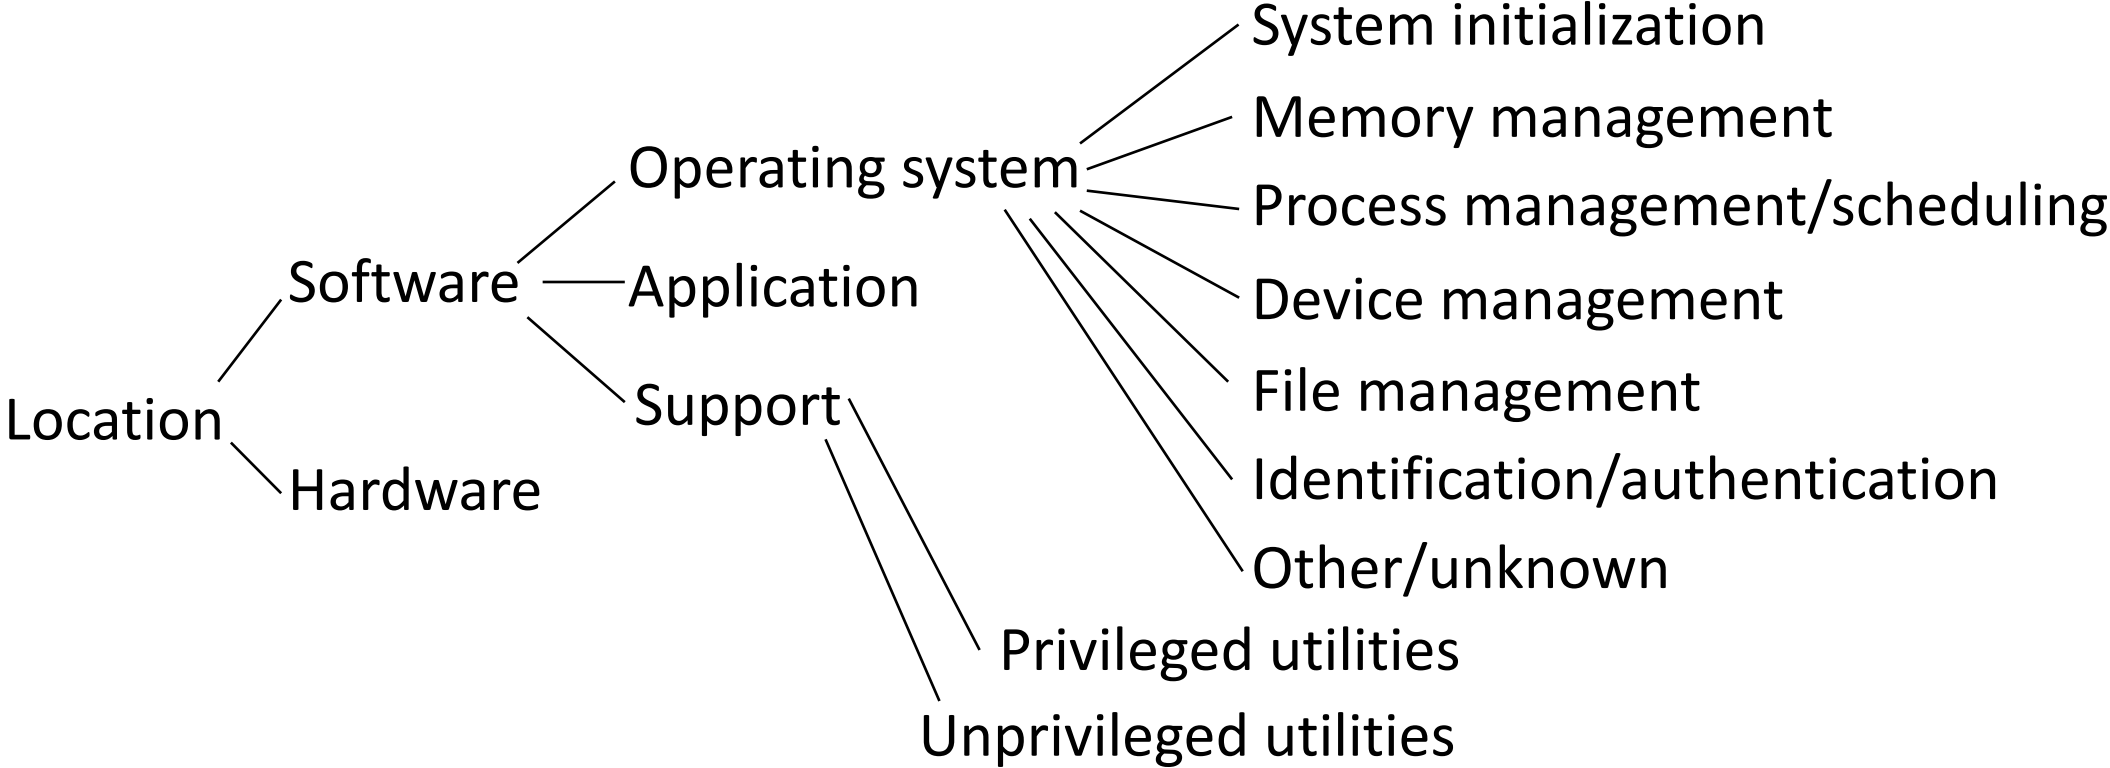 System initialization
Memory management
Operating system
Process management/scheduling
Software
Application
Device management
Support
File management
Location
Hardware
Identification/authentication
Other/unknown
Privileged utilities
Unprivileged utilities